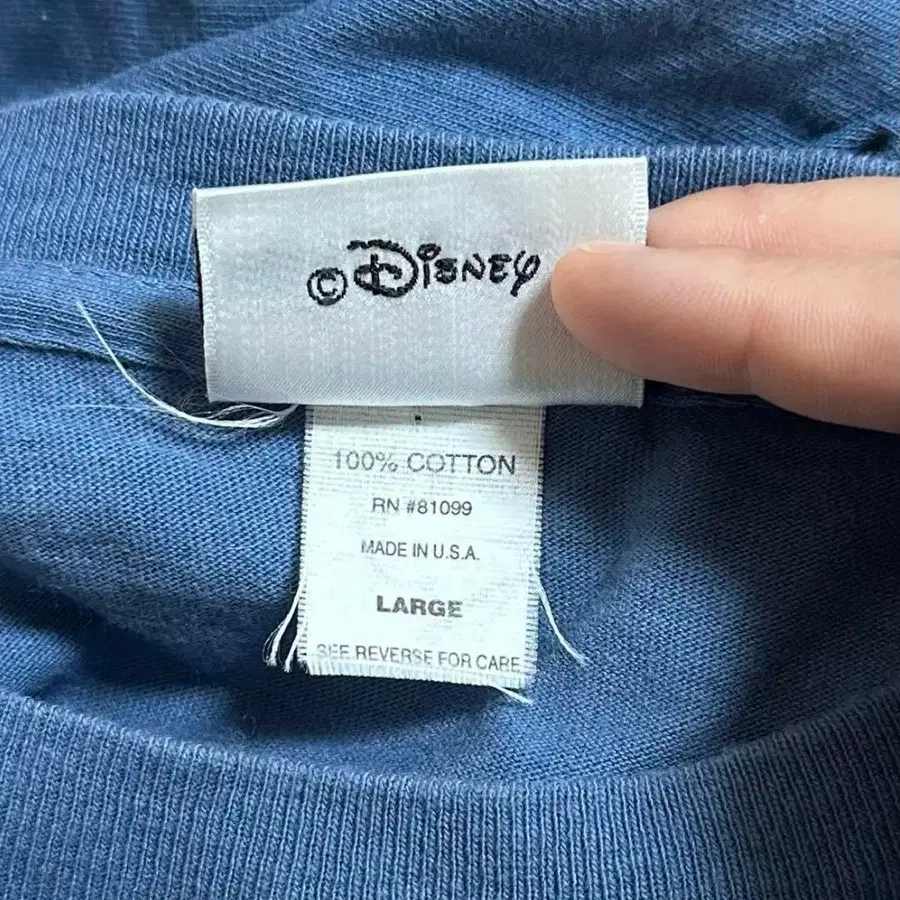 © Disney
100% COTTON
RN #81099
MADE IN U.S.A.
LARGE
SEE REVERSE FOR CARE